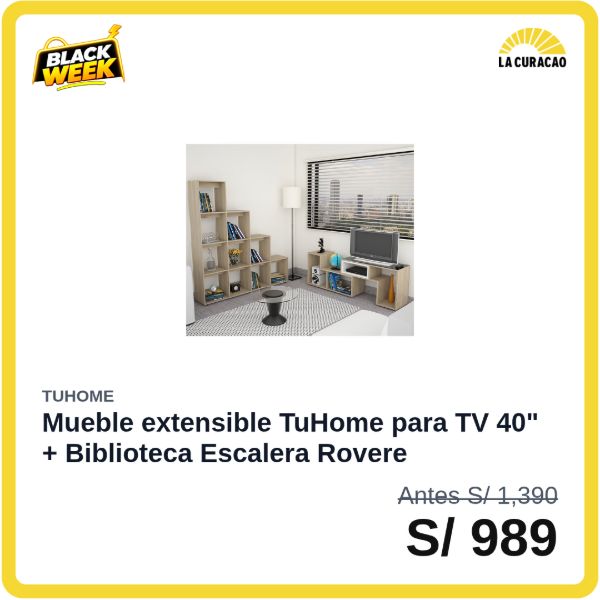 BLACK
WEEK
LA CURACAO
TUHOME
Mueble extensible TuHome para TV 40"
+ Biblioteca Escalera Rovere
Antes S/ 1,390
S/ 989